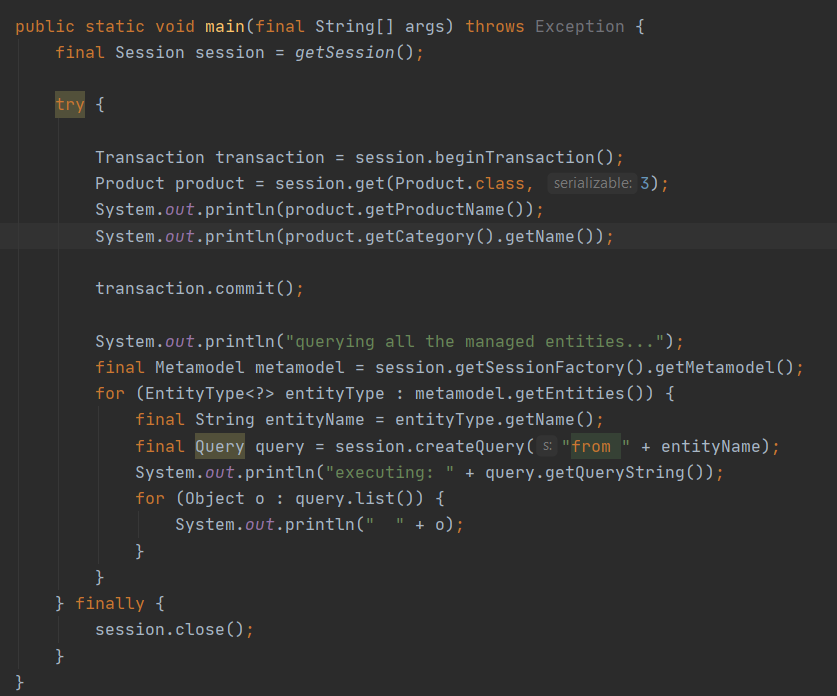 public static void main(final String[] args) throws Exception {
    final Session session = getSession();
    try {
        Transaction transaction = session.beginTransaction();
        Product product = session.get(Product.class, serializable: 3);
        System.out.println(product.getProductName());
        System.out.println(product.getCategory().getName());
        transaction.commit();
        System.out.println("querying all the managed entities...");
        final Metamodel metamodel = session.getSessionFactory().getMetamodel();
        for (EntityType<?> entityType : metamodel.getEntities()) {
            final String entityName = entityType.getName();
            final Query query = session.createQuery( s: "from " + entityName);
            System.out.println("executing: " + query.getQueryString());
            for (Object o : query.list()) {
                System.out.println("  " + o);
            }
        }
    } finally {
        session.close();
    }
}